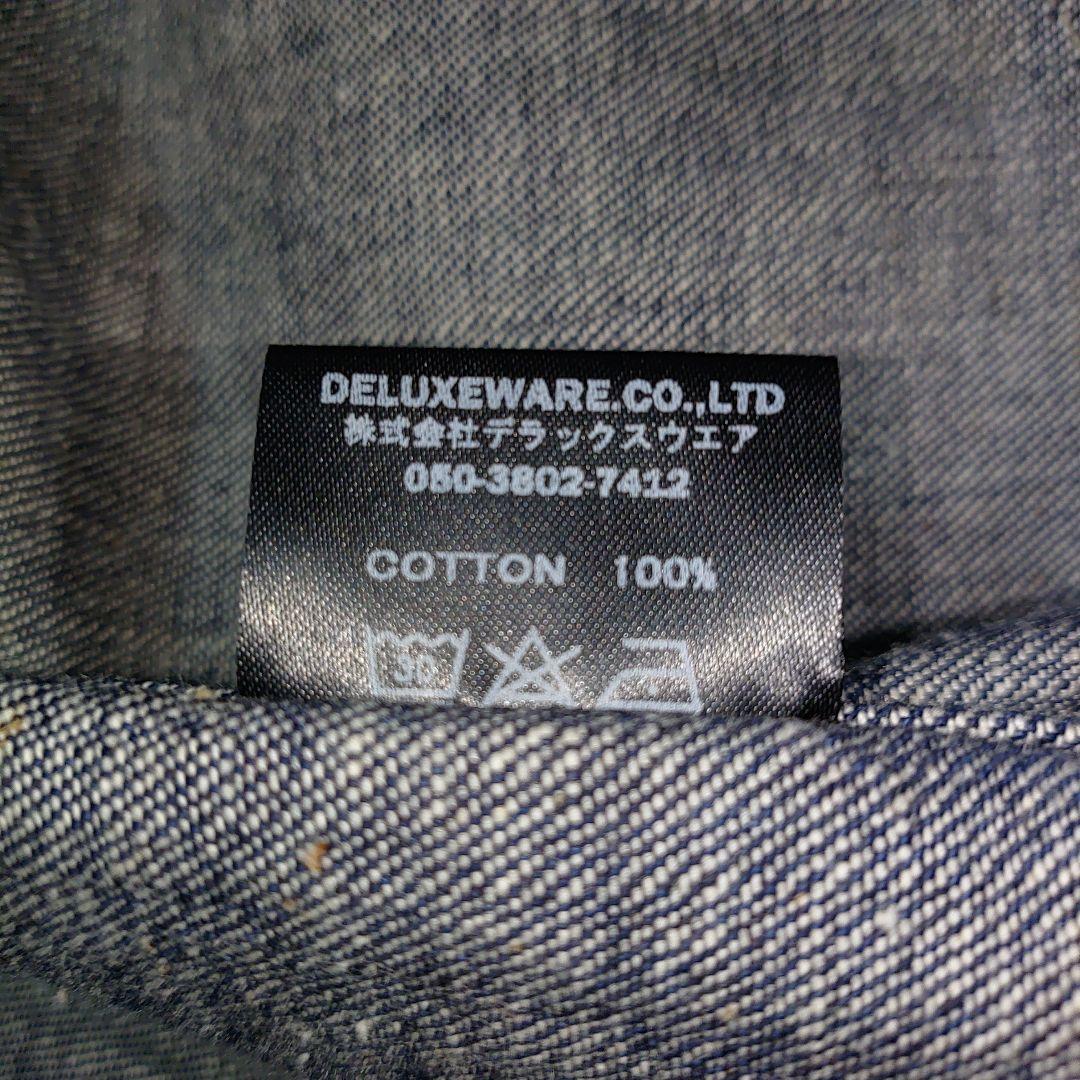 DELUXEWARE.CO.,LTD
株式会社デラックスウエア
050-3802-7412
COTTON 100%
30